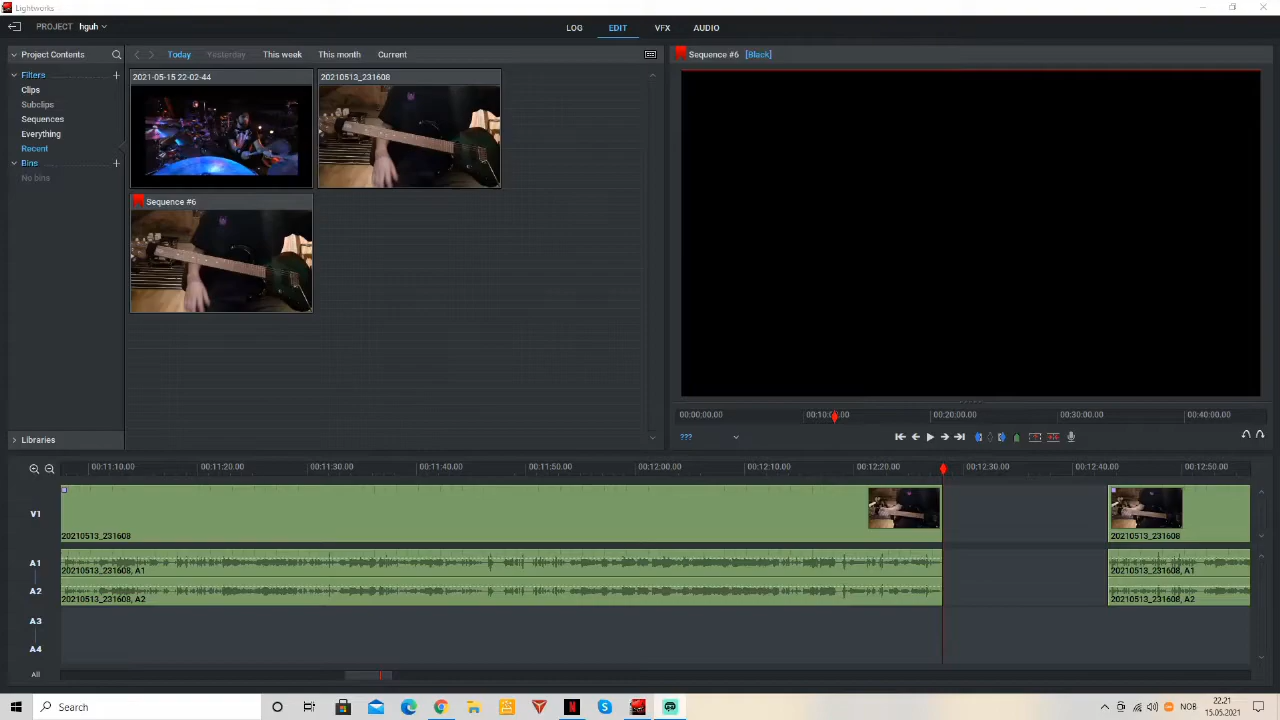 Lightworks
PROJECT hguh
LOG EDIT VFX AUDIO
Project Contents
Today Yesterday This week This month Current
Sequence #6 [Black]
Filters
Clips
Subclips
Sequences
Everything
Recent
Bins
No bins
2021-05-15 22-02-44
20210513_231608
Sequence #6
Libraries
00:00:00.00 00:10:00.00 00:20:00.00 00:30:00.00 00:40:00.00
???
00:11:10.00 00:11:20.00 00:11:30.00 00:11:40.00 00:11:50.00 00:12:00.00 00:12:10.00 00:12:20.00 00:12:30.00 00:12:40.00 00:12:50.00
V1
20210513_231608 20210513_231608
A1
20210513_231608, A1 20210513_231608, A1
A2
20210513_231608, A2 20210513_231608, A2
A3
A4
All
Search
N
S
NOB
22.21
15.05.2021